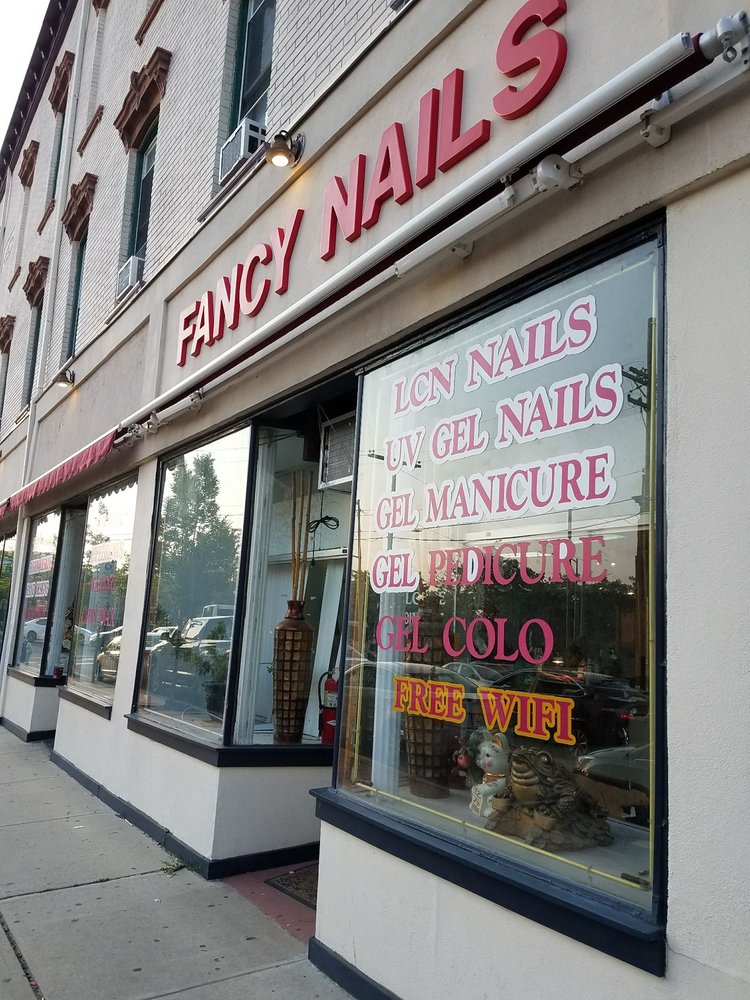 FANCY NAILS
LCN NAILS
UV GEL NAILS
GEL MANICURE
GEL PEDICURE
GEL COLO
FREE WIFI